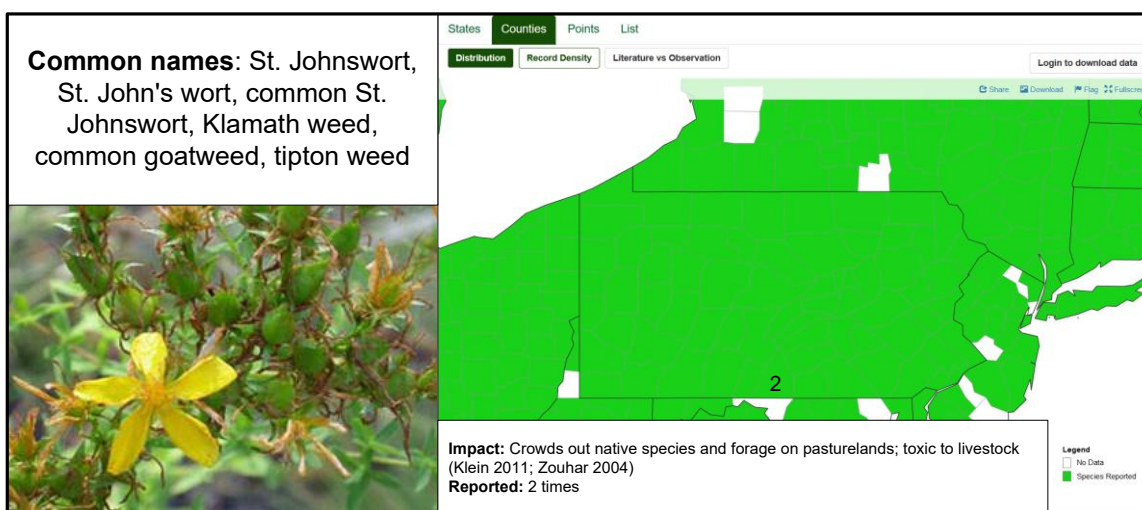 Common names: St. Johnswort,
St. John's wort, common St.
Johnswort, Klamath weed,
common goatweed, tipton weed
States Counties Points List
Distribution Record Density Literature vs Observation
Login to download data
Share Download Flag Fullscreen
2
Impact: Crowds out native species and forage on pasturelands; toxic to livestock
(Klein 2011; Zouhar 2004)
Reported: 2 times
Legend
No Data
Species Reported